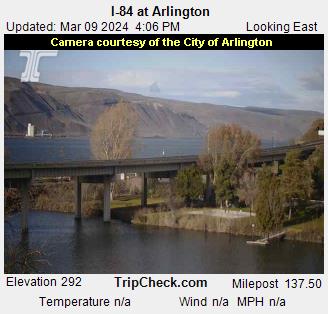 I-84 at Arlington
Updated: Mar 09 2024 4:06 PM Looking East
Camera courtesy of the City of Arlington
Elevation 292 TripCheck.com Milepost 137.50
Temperature n/a Wind n/a MPH n/a